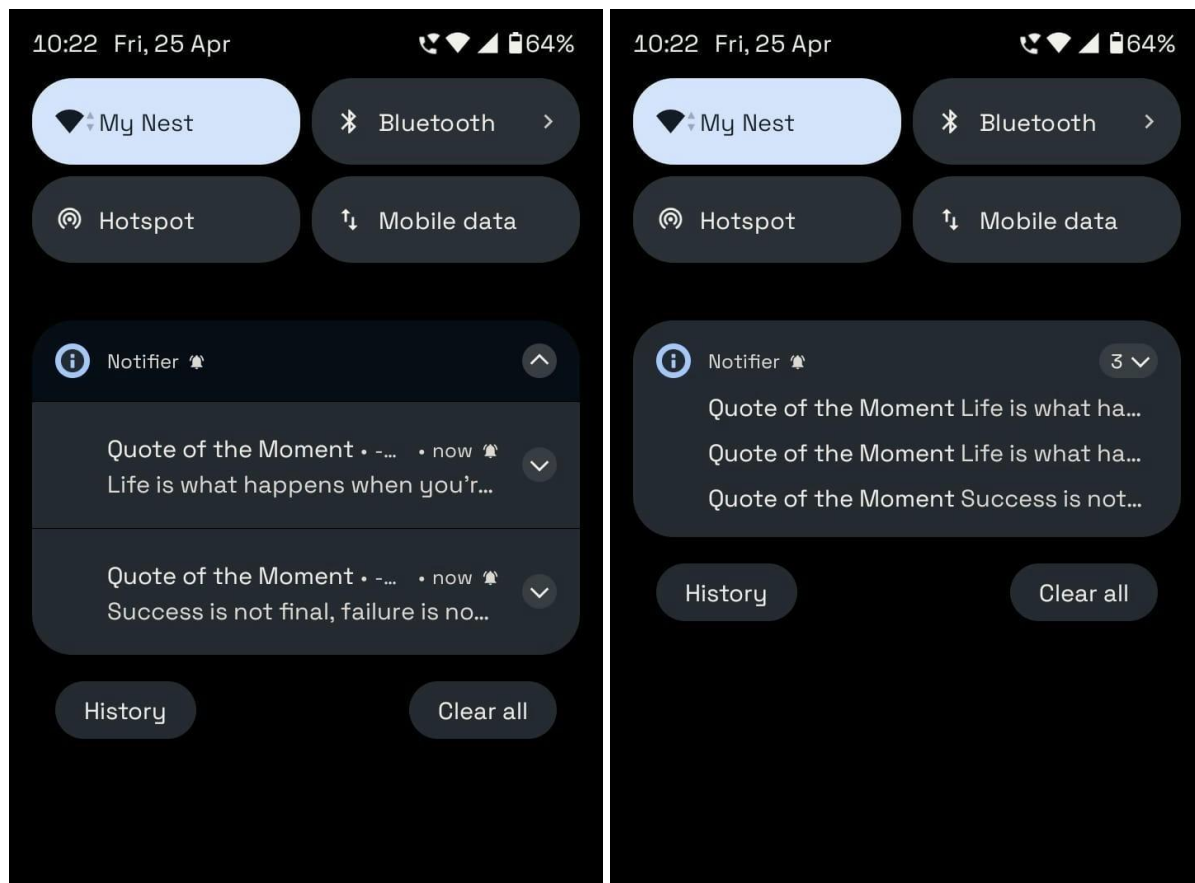 10:22 Fri, 25 Apr 64%
My Nest
Bluetooth
Hotspot
Mobile data
Notifier
Quote of the Moment • -... • now
Life is what happens when you'r...
Quote of the Moment • -... • now
Success is not final, failure is no...
History
Clear all
10:22 Fri, 25 Apr 64%
My Nest
Bluetooth
Hotspot
Mobile data
Notifier
3
Quote of the Moment Life is what ha...
Quote of the Moment Life is what ha...
Quote of the Moment Success is not...
History
Clear all